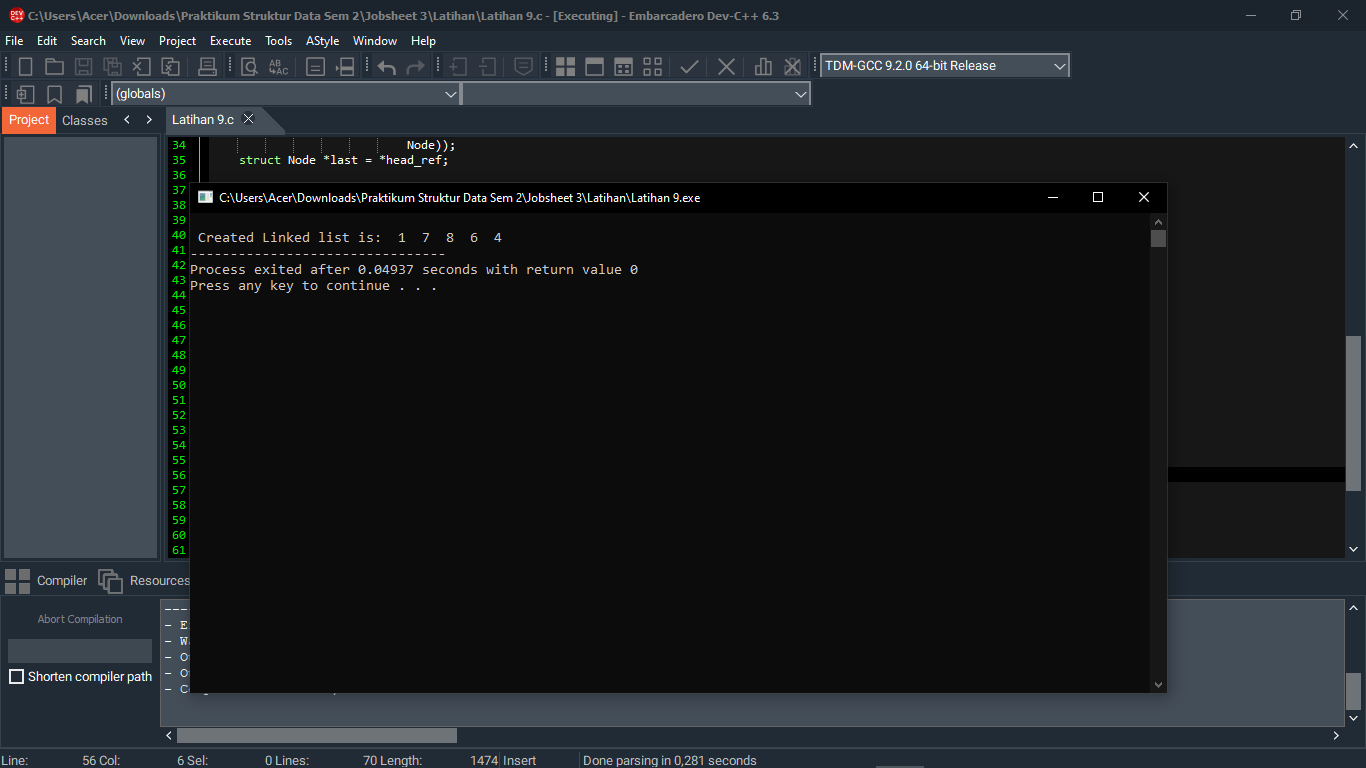 C:\Users\Acer\Downloads\Praktikum Struktur Data Sem 2\Jobsheet 3\Latihan\Latihan 9.c - [Executing] - Embarcadero Dev-C++ 6.3
File Edit Search View Project Execute Tools AStyle Window Help
TDM-GCC 9.2.0 64-bit Release
(globals)
Project Classes Latihan 9.c
34 Node));
35 struct Node *last = *head_ref;
36
37
C:\Users\Acer\Downloads\Praktikum Struktur Data Sem 2\Jobsheet 3\Latihan\Latihan 9.exe
38
39
40 Created Linked list is: 1 7 8 6 4
41 --------------------------------
42 Process exited after 0.04937 seconds with return value 0
43 Press any key to continue . . .
44
45
46
47
48
49
50
51
52
53
54
55
56
57
58
59
60
61
Compiler Resources
Abort Compilation
Shorten compiler path
---
- E
- W
- O
- O
- C
Line: 56 Col: 6 Sel: 0 Lines: 70 Length: 1474 Insert Done parsing in 0,281 seconds